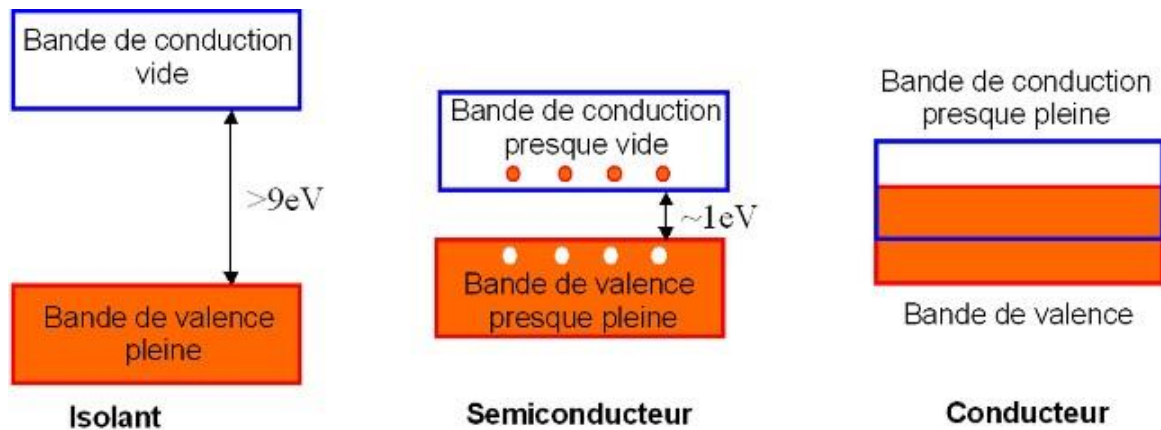 Bande de conduction
vide
>9eV
Bande de valence
pleine
Isolant
Bande de conduction
presque vide
~1eV
Bande de valence
presque pleine
Semiconducteur
Bande de conduction
presque pleine
Bande de valence
Conducteur